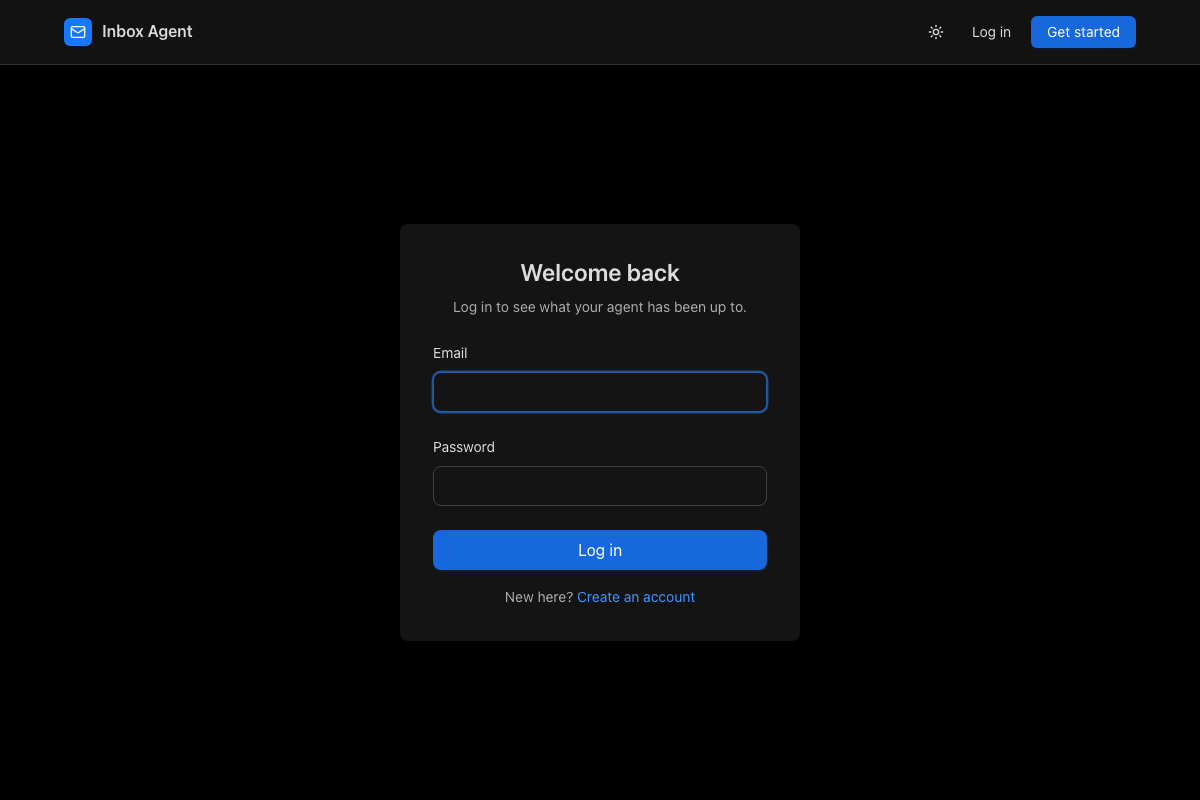 Inbox Agent
Log in
Get started
Welcome back
Log in to see what your agent has been up to.
Email
Password
Log in
New here? Create an account